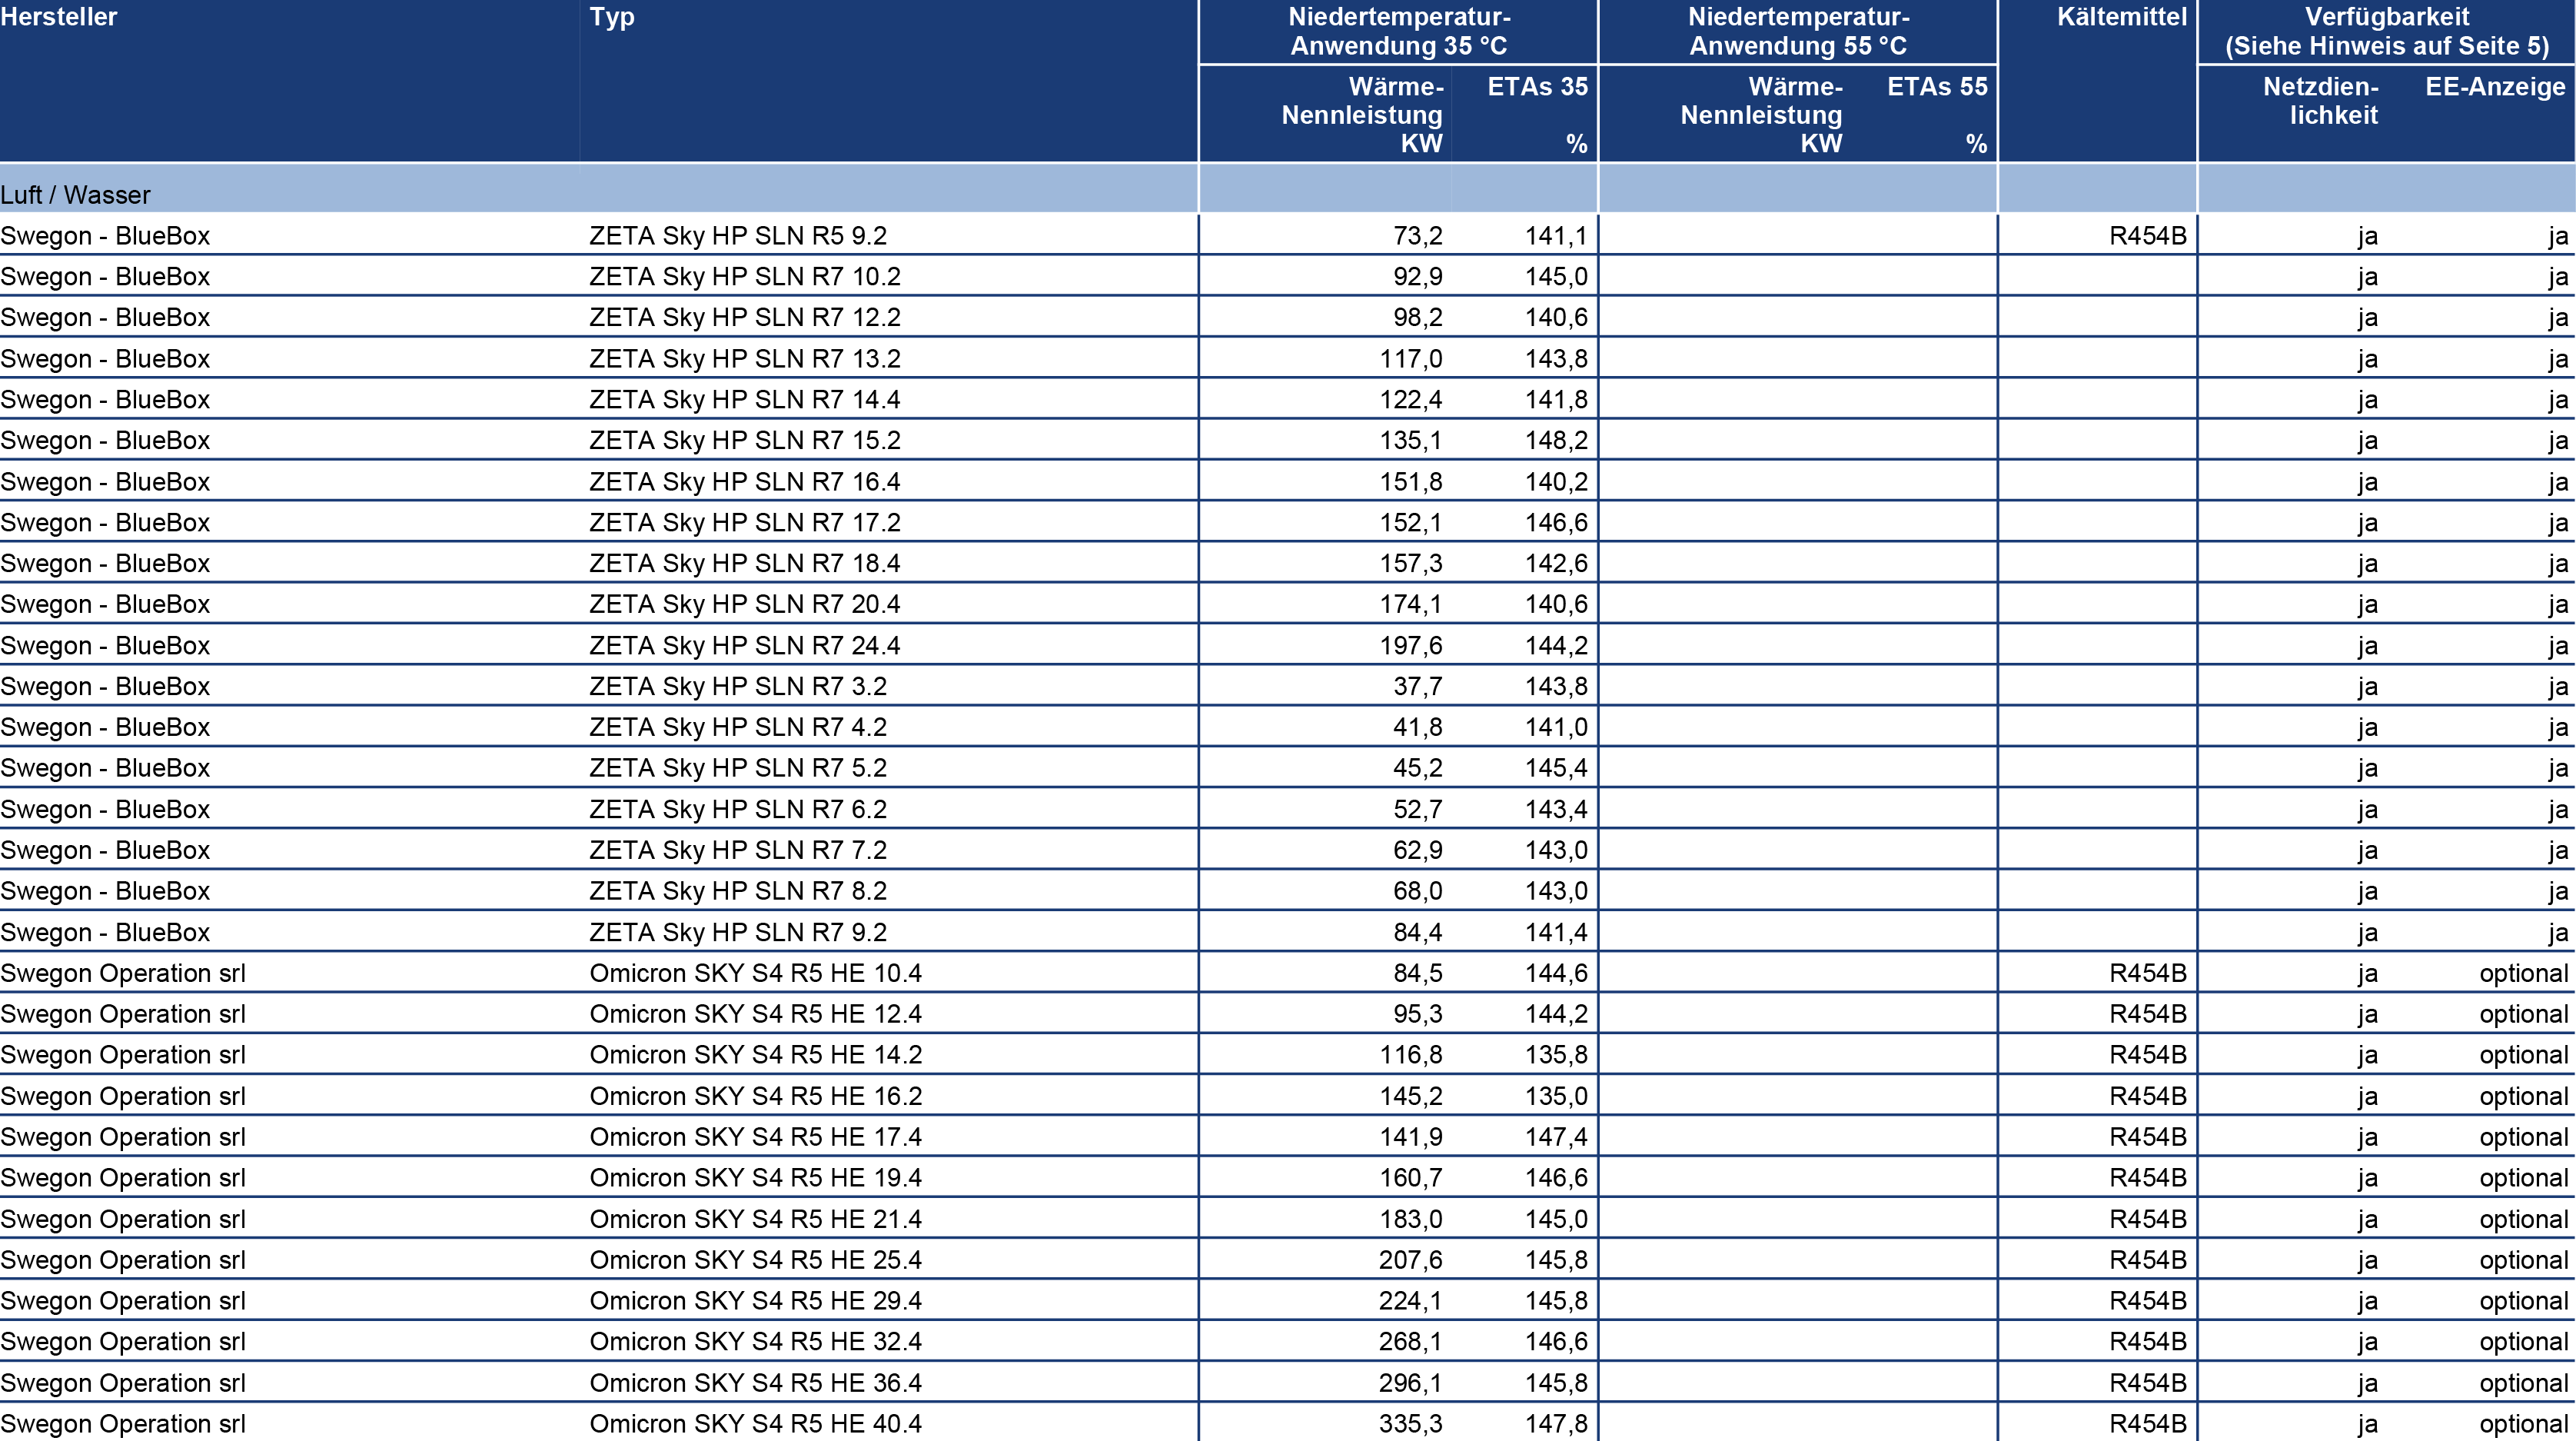 Hersteller Typ Niedertemperatur- Niedertemperatur- Kältemittel Verfügbarkeit
Anwendung 35 °C Anwendung 55 °C (Siehe Hinweis auf Seite 5)
Wärme- ETAs 35 Wärme- ETAs 55 Netzdien- EE-Anzeige
Nennleistung Nennleistung lichkeit
KW % KW %
Luft / Wasser
Swegon - BlueBox ZETA Sky HP SLN R5 9.2 73,2 141,1 R454B ja ja
Swegon - BlueBox ZETA Sky HP SLN R7 10.2 92,9 145,0 ja ja
Swegon - BlueBox ZETA Sky HP SLN R7 12.2 98,2 140,6 ja ja
Swegon - BlueBox ZETA Sky HP SLN R7 13.2 117,0 143,8 ja ja
Swegon - BlueBox ZETA Sky HP SLN R7 14.4 122,4 141,8 ja ja
Swegon - BlueBox ZETA Sky HP SLN R7 15.2 135,1 148,2 ja ja
Swegon - BlueBox ZETA Sky HP SLN R7 16.4 151,8 140,2 ja ja
Swegon - BlueBox ZETA Sky HP SLN R7 17.2 152,1 146,6 ja ja
Swegon - BlueBox ZETA Sky HP SLN R7 18.4 157,3 142,6 ja ja
Swegon - BlueBox ZETA Sky HP SLN R7 20.4 174,1 140,6 ja ja
Swegon - BlueBox ZETA Sky HP SLN R7 24.4 197,6 144,2 ja ja
Swegon - BlueBox ZETA Sky HP SLN R7 3.2 37,7 143,8 ja ja
Swegon - BlueBox ZETA Sky HP SLN R7 4.2 41,8 141,0 ja ja
Swegon - BlueBox ZETA Sky HP SLN R7 5.2 45,2 145,4 ja ja
Swegon - BlueBox ZETA Sky HP SLN R7 6.2 52,7 143,4 ja ja
Swegon - BlueBox ZETA Sky HP SLN R7 7.2 62,9 143,0 ja ja
Swegon - BlueBox ZETA Sky HP SLN R7 8.2 68,0 143,0 ja ja
Swegon - BlueBox ZETA Sky HP SLN R7 9.2 84,4 141,4 ja ja
Swegon Operation srl Omicron SKY S4 R5 HE 10.4 84,5 144,6 R454B ja optional
Swegon Operation srl Omicron SKY S4 R5 HE 12.4 95,3 144,2 R454B ja optional
Swegon Operation srl Omicron SKY S4 R5 HE 14.2 116,8 135,8 R454B ja optional
Swegon Operation srl Omicron SKY S4 R5 HE 16.2 145,2 135,0 R454B ja optional
Swegon Operation srl Omicron SKY S4 R5 HE 17.4 141,9 147,4 R454B ja optional
Swegon Operation srl Omicron SKY S4 R5 HE 19.4 160,7 146,6 R454B ja optional
Swegon Operation srl Omicron SKY S4 R5 HE 21.4 183,0 145,0 R454B ja optional
Swegon Operation srl Omicron SKY S4 R5 HE 25.4 207,6 145,8 R454B ja optional
Swegon Operation srl Omicron SKY S4 R5 HE 29.4 224,1 145,8 R454B ja optional
Swegon Operation srl Omicron SKY S4 R5 HE 32.4 268,1 146,6 R454B ja optional
Swegon Operation srl Omicron SKY S4 R5 HE 36.4 296,1 145,8 R454B ja optional
Swegon Operation srl Omicron SKY S4 R5 HE 40.4 335,3 147,8 R454B ja optional